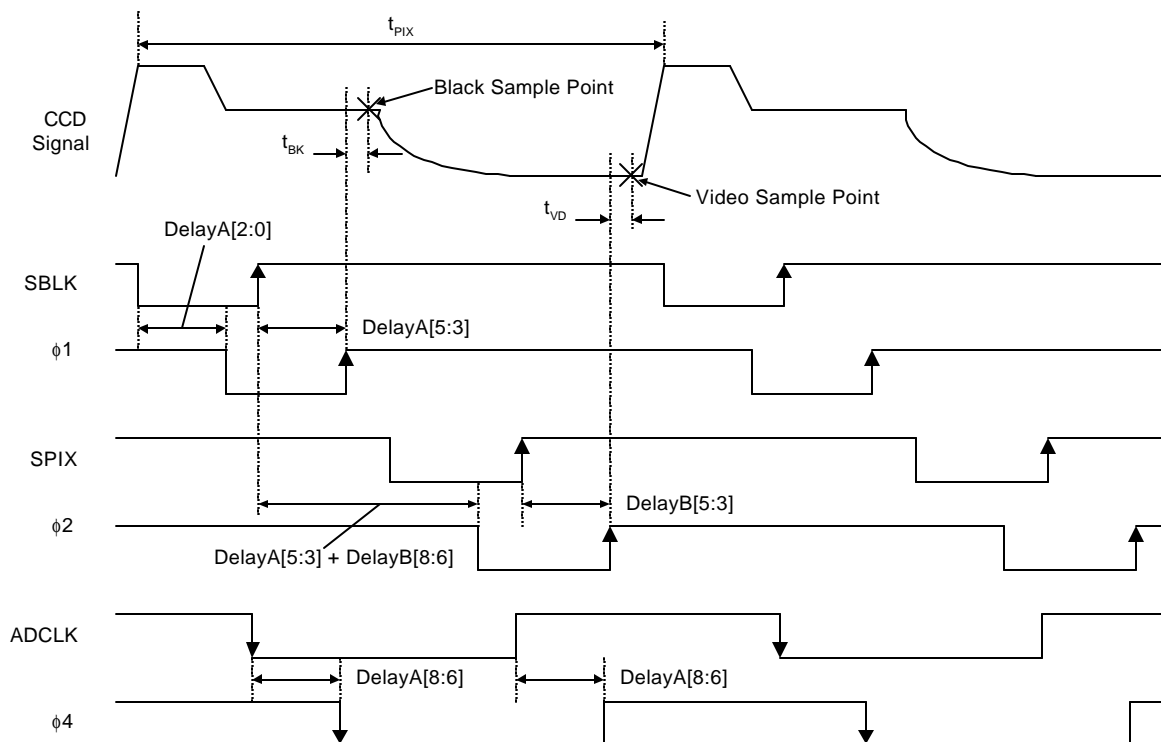 tPIX
Black Sample Point
CCD
Signal
tBK
Video Sample Point
tVD
DelayA[2:0]
SBLK
DelayA[5:3]
ϕ1
SPIX
DelayB[5:3]
ϕ2
DelayA[5:3] + DelayB[8:6]
ADCLK
DelayA[8:6]
DelayA[8:6]
ϕ4